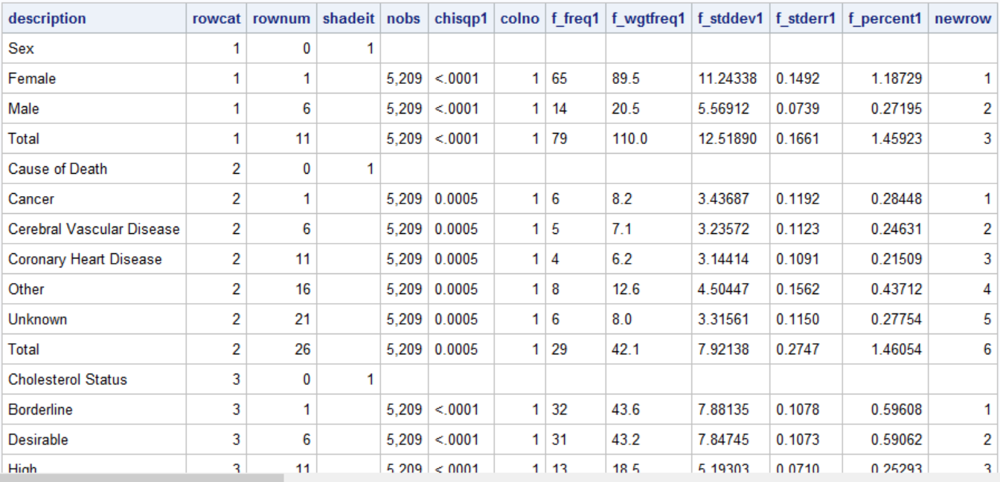 description rowcat rownum shadeit nobs chisqp1 colno f_freq1 f_wgtfreq1 f_stddev1 f_stderr1 f_percent1 newrow
Sex 1 0 1
Female 1 1 5,209 <.0001 1 65 89.5 11.24338 0.1492 1.18729 1
Male 1 6 5,209 <.0001 1 14 20.5 5.56912 0.0739 0.27195 2
Total 1 11 5,209 <.0001 1 79 110.0 12.51890 0.1661 1.45923 3
Cause of Death 2 0 1
Cancer 2 1 5,209 0.0005 1 6 8.2 3.43687 0.1192 0.28448 1
Cerebral Vascular Disease 2 6 5,209 0.0005 1 5 7.1 3.23572 0.1123 0.24631 2
Coronary Heart Disease 2 11 5,209 0.0005 1 4 6.2 3.14414 0.1091 0.21509 3
Other 2 16 5,209 0.0005 1 8 12.6 4.50447 0.1562 0.43712 4
Unknown 2 21 5,209 0.0005 1 6 8.0 3.31561 0.1150 0.27754 5
Total 2 26 5,209 0.0005 1 29 42.1 7.92138 0.2747 1.46054 6
Cholesterol Status 3 0 1
Borderline 3 1 5,209 <.0001 1 32 43.6 7.88135 0.1078 0.59608 1
Desirable 3 6 5,209 <.0001 1 31 43.2 7.84745 0.1073 0.59062 2
High 3 11 5,209 <.0001 1 13 18.5 5.19303 0.0710 0.25293 3